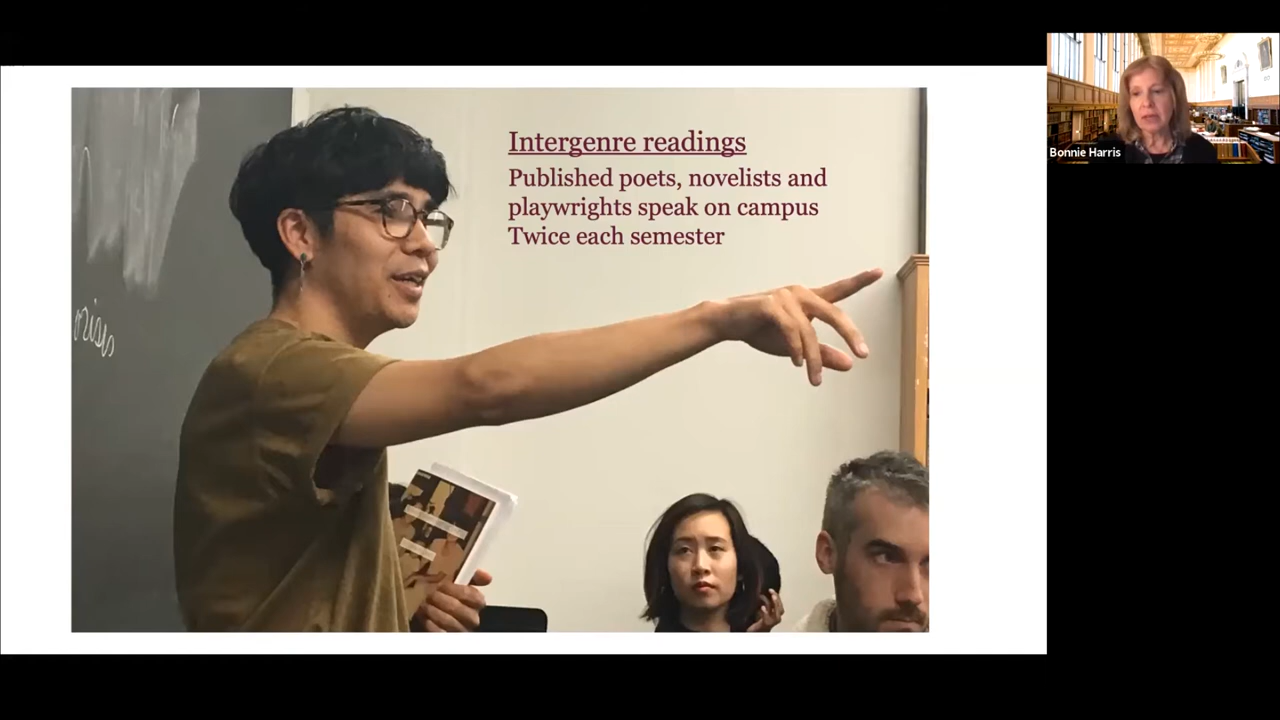 Intergenre readings
Published poets, novelists and
playwrights speak on campus
Twice each semester
Bonnie Harris